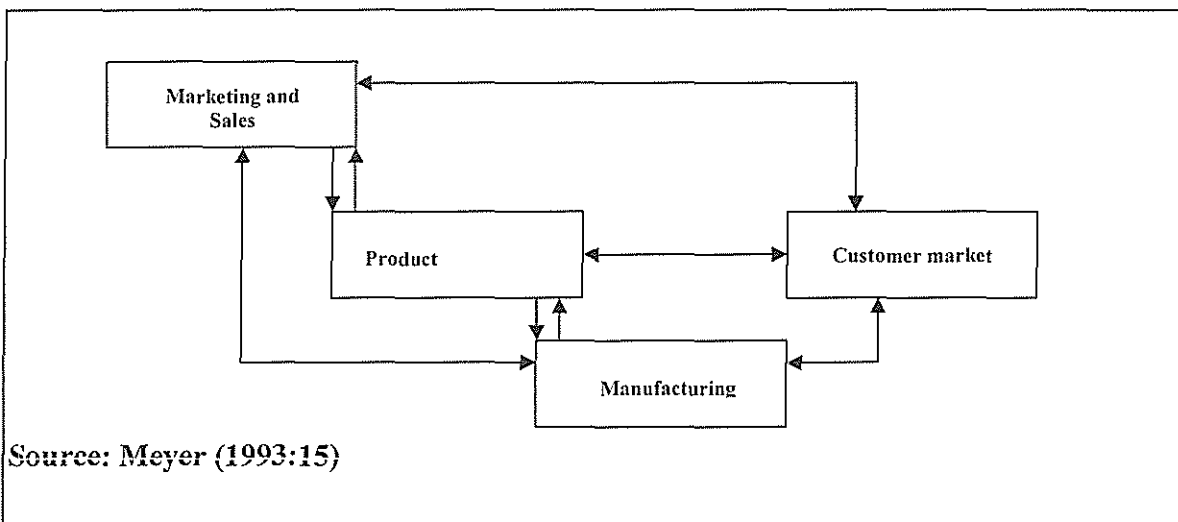 Marketing and
Sales
Product
Customer market
Manufacturing
Source: Meyer (1993:15)